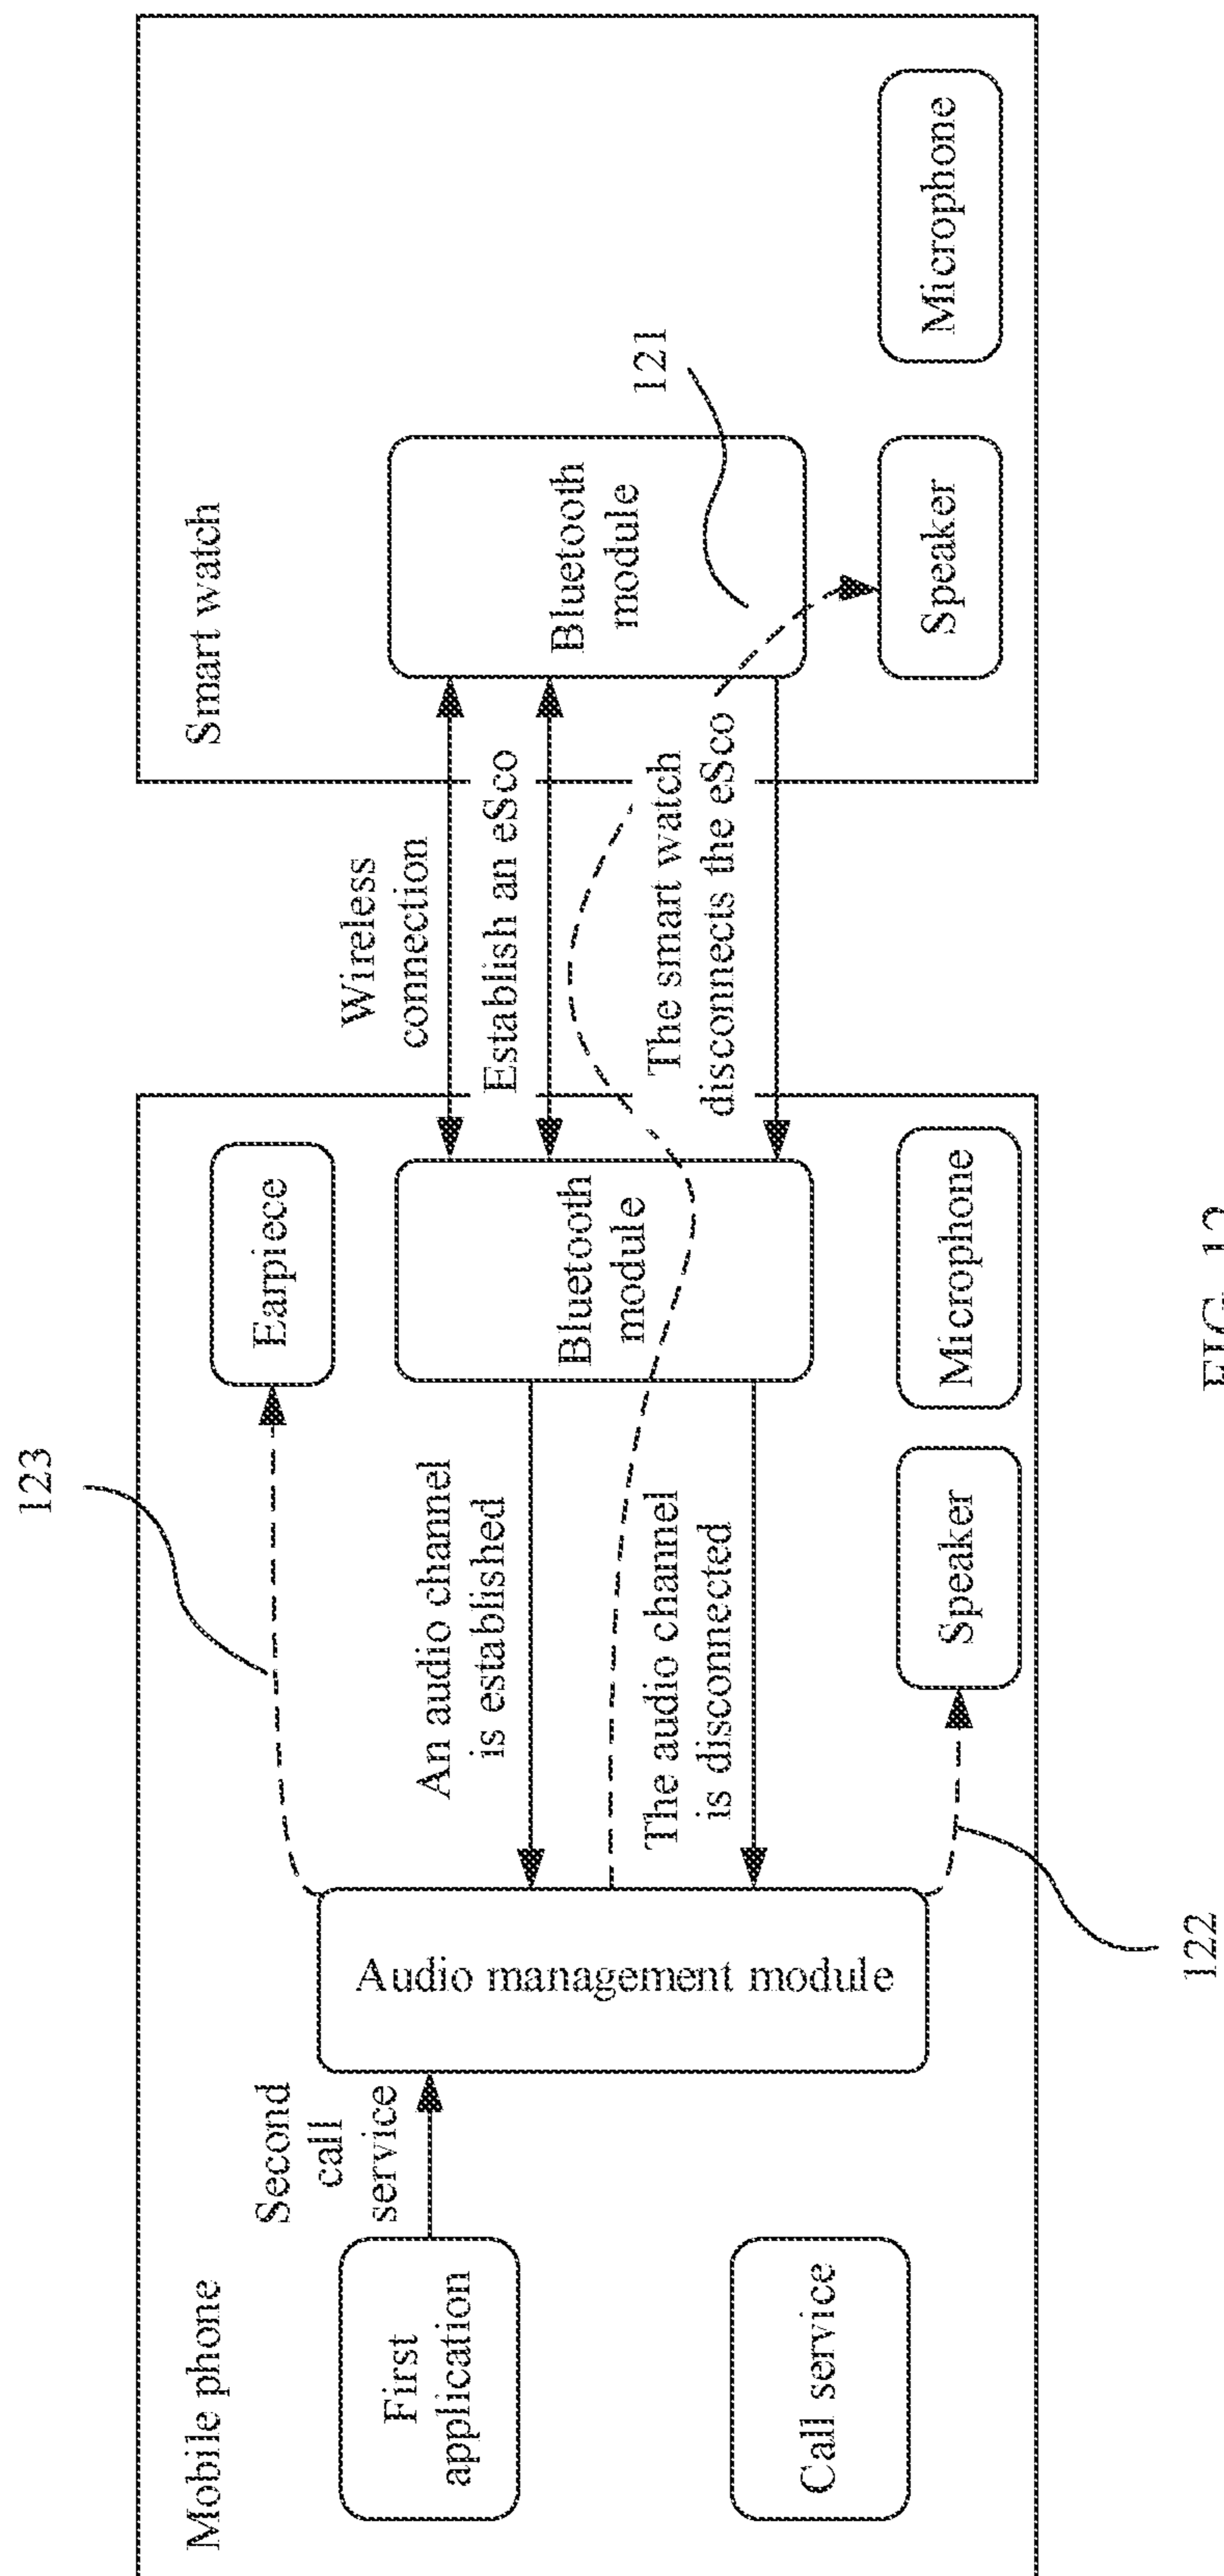 Mobile phone
First
application
Call service
Second
call
service
Audio management module
123
An audio channel
is established
The audio channel
is disconnected
122
Earpiece
Bluetooth
module
Speaker
Microphone
Wireless
connection
Establish an eSco
The smart watch
disconnects the eSco
Smart watch
Bluetooth
module
121
Speaker
Microphone
FIG. 12